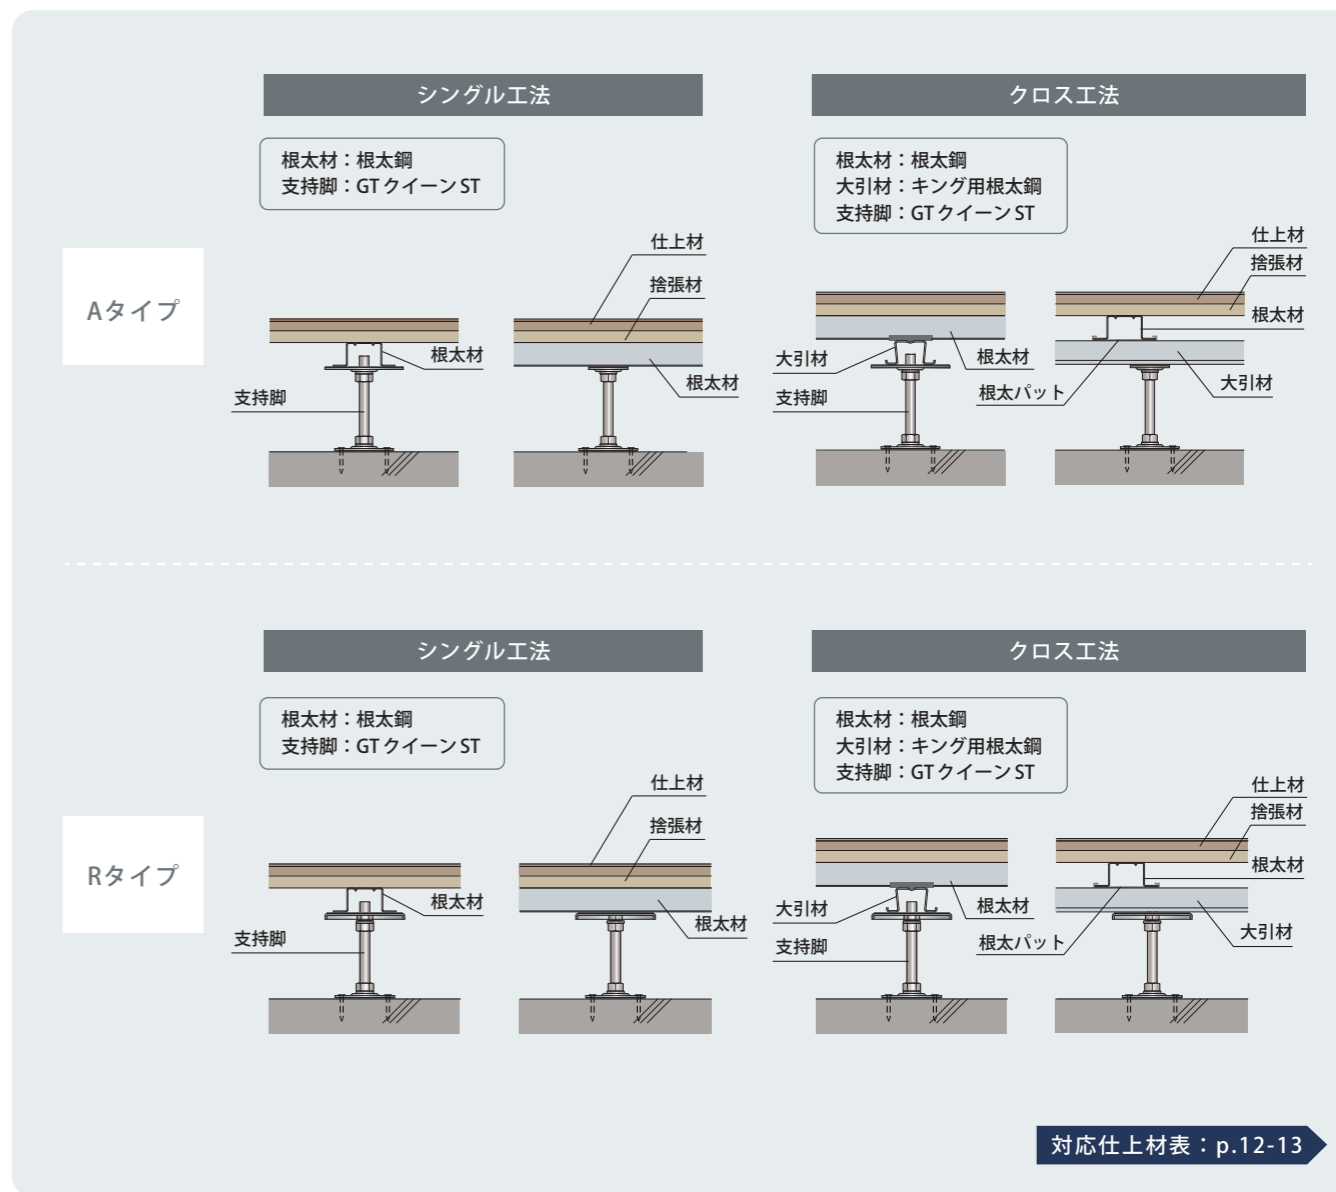 シングル工法
クロス工法
根太材：根太鋼
支持脚：GTクイーンST
根太材：根太鋼
大引材：キング用根太鋼
支持脚：GTクイーンST
Aタイプ
仕上材
捨張材
根太材
根太材
支持脚
仕上材
捨張材
根太材
大引材
根太材
支持脚
根太パット
大引材
シングル工法
クロス工法
根太材：根太鋼
支持脚：GTクイーンST
根太材：根太鋼
大引材：キング用根太鋼
支持脚：GTクイーンST
Rタイプ
仕上材
捨張材
根太材
根太材
支持脚
仕上材
捨張材
根太材
大引材
根太材
支持脚
根太パット
大引材
対応仕上材表：p.12-13